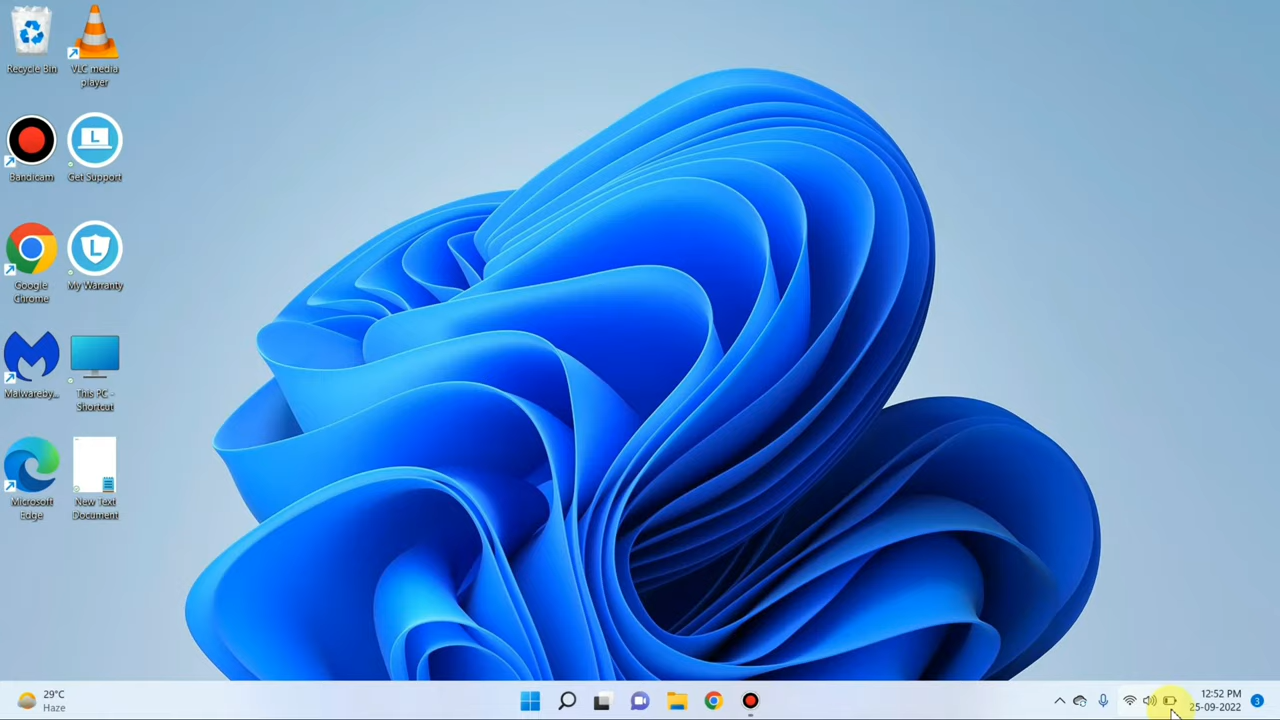 Recycle Bin
VLC media
player
Bandicam
Get Support
Google
Chrome
My Warranty
Malwareby...
This PC -
Shortcut
Microsoft
Edge
New Text
Document
29°C
Haze
12:52 PM
25-09-2022
3